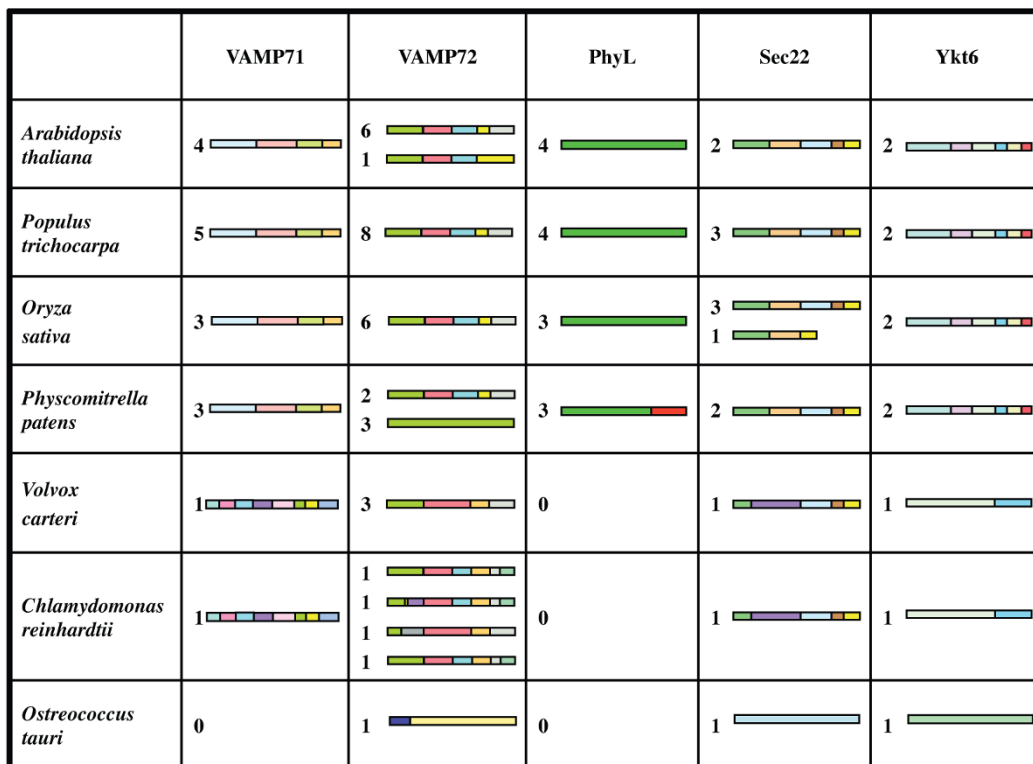 VAMP71 VAMP72 PhyL Sec22 Ykt6
Arabidopsis
thaliana
4
6
1
4
2
2
Populus
trichocarpa
5
8
4
3
2
Oryza
sativa
3
6
3
3
1
2
Physcomitrella
patens
3
2
3
3
2
2
Volvox
carteri
1
3
0
1
1
Chlamydomonas
reinhardtii
1
1
1
1
1
0
1
1
Ostreococcus
tauri
0
1
0
1
1